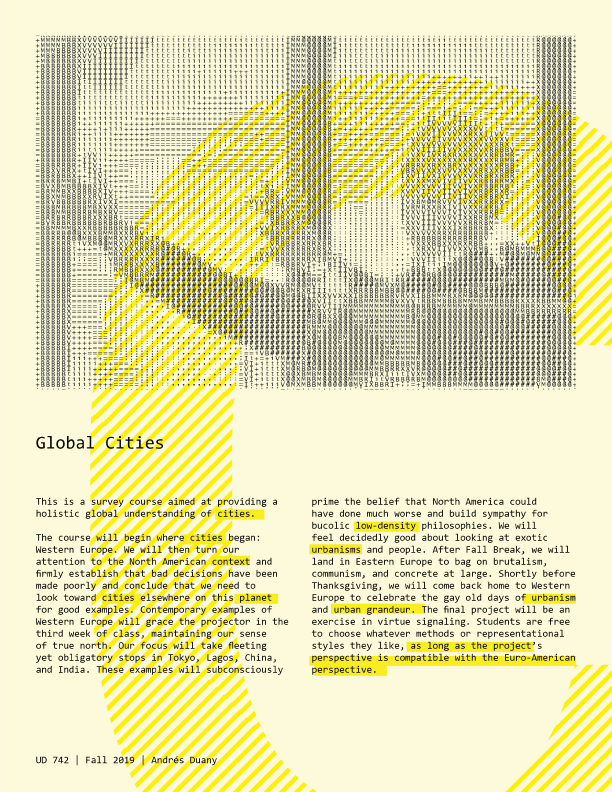 Global Cities
This is a survey course aimed at providing a
holistic global understanding of cities.
The course will begin where cities began:
Western Europe. We will then turn our
attention to the North American context and
firmly establish that bad decisions have been
made poorly and conclude that we need to
look toward cities elsewhere on this planet
for good examples. Contemporary examples of
Western Europe will grace the projector in the
third week of class, maintaining our sense
of true north. Our focus will take fleeting
yet obligatory stops in Tokyo, Lagos, China,
and India. These examples will subconsciously
prime the belief that North America could
have done much worse and build sympathy for
bucolic low-density philosophies. We will
feel decidedly good about looking at exotic
urbanisms and people. After Fall Break, we will
land in Eastern Europe to bag on brutalism,
communism, and concrete at large. Shortly before
Thanksgiving, we will come back home to Western
Europe to celebrate the gay old days of urbanism
and urban grandeur. The final project will be an
exercise in virtue signaling. Students are free
to choose whatever methods or representational
styles they like, as long as the project's
perspective is compatible with the Euro-American
perspective.
UD 742 | Fall 2019 | Andrés Duany